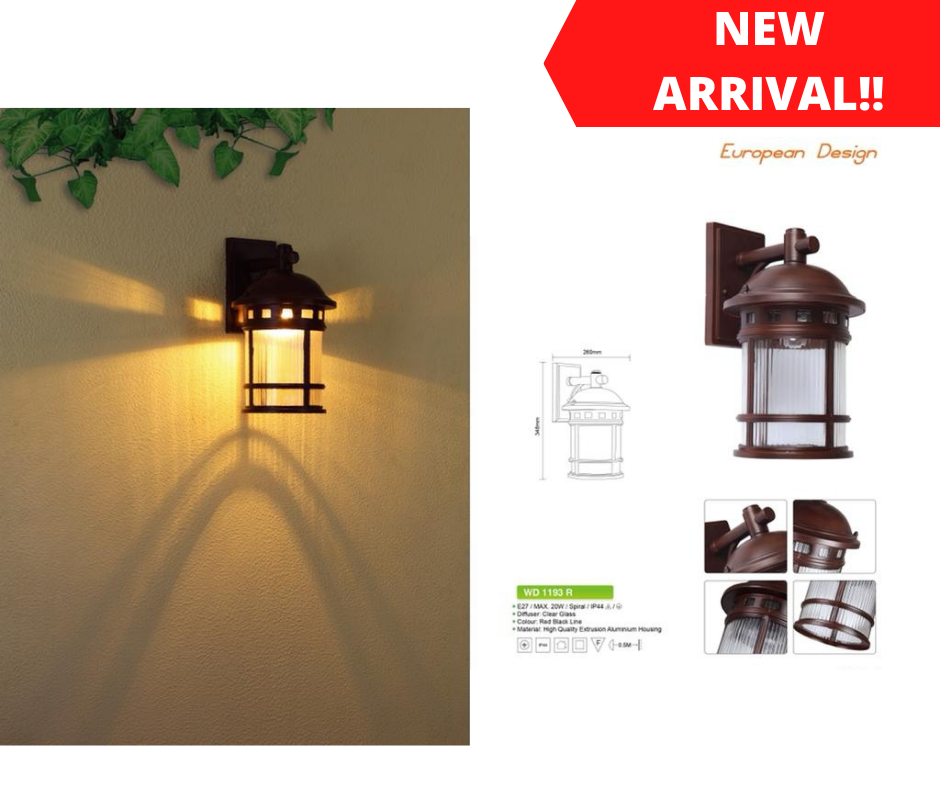 NEW
ARRIVAL!!
European Design
260mm
348mm
WD 1193 R
E27 / MAX. 20W / Spiral / IP44
Diffuser: Clear Glass
Colour: Red Black Line
Material: High Quality Extrusion Aluminium Housing
F
0.5M